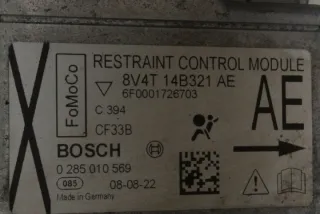 FoMoCo
RESTRAINT CONTROL MODULE
8V4T 14B321 AE
6F0001726703
C 394
CF33B
AE
BOSCH
0 285 010 569
085
08-08-22
Made in Germany